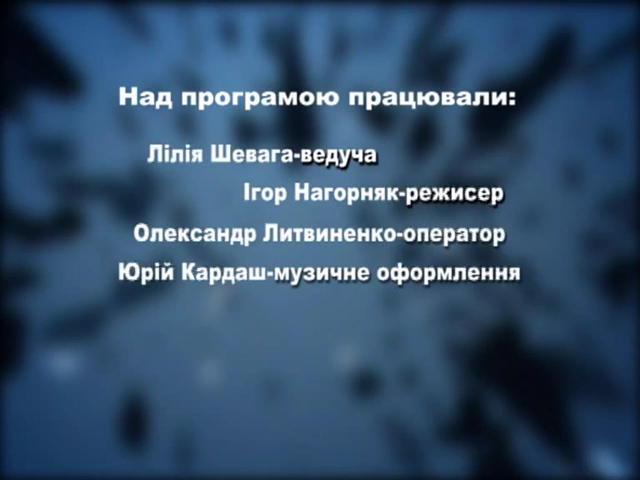 Над програмою працювали:
Лілія Шевага-ведуча
Ігор Нагорняк-режисер
Олександр Литвиненко-оператор
Юрій Кардаш-музичне оформлення